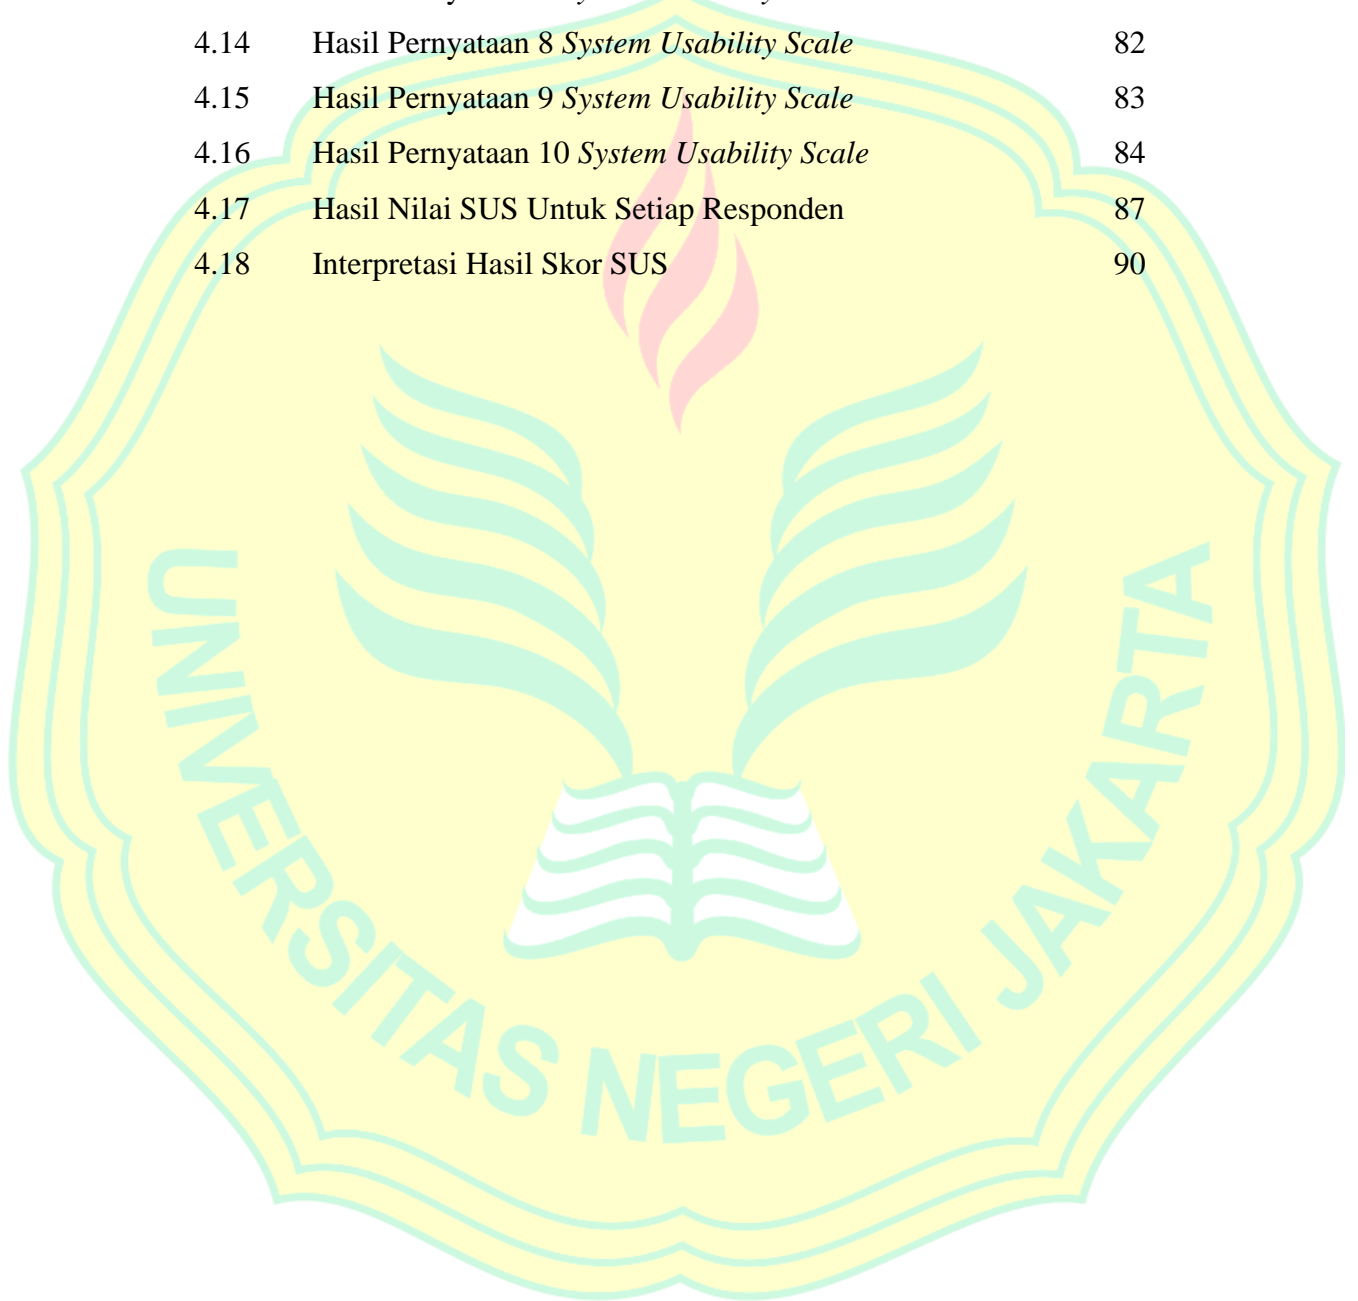 4.14 Hasil Pernyataan 8 System Usability Scale 82
4.15 Hasil Pernyataan 9 System Usability Scale 83
4.16 Hasil Pernyataan 10 System Usability Scale 84
4.17 Hasil Nilai SUS Untuk Setiap Responden 87
4.18 Interpretasi Hasil Skor SUS 90
UNIVERSITAS NEGERI JAKARTA